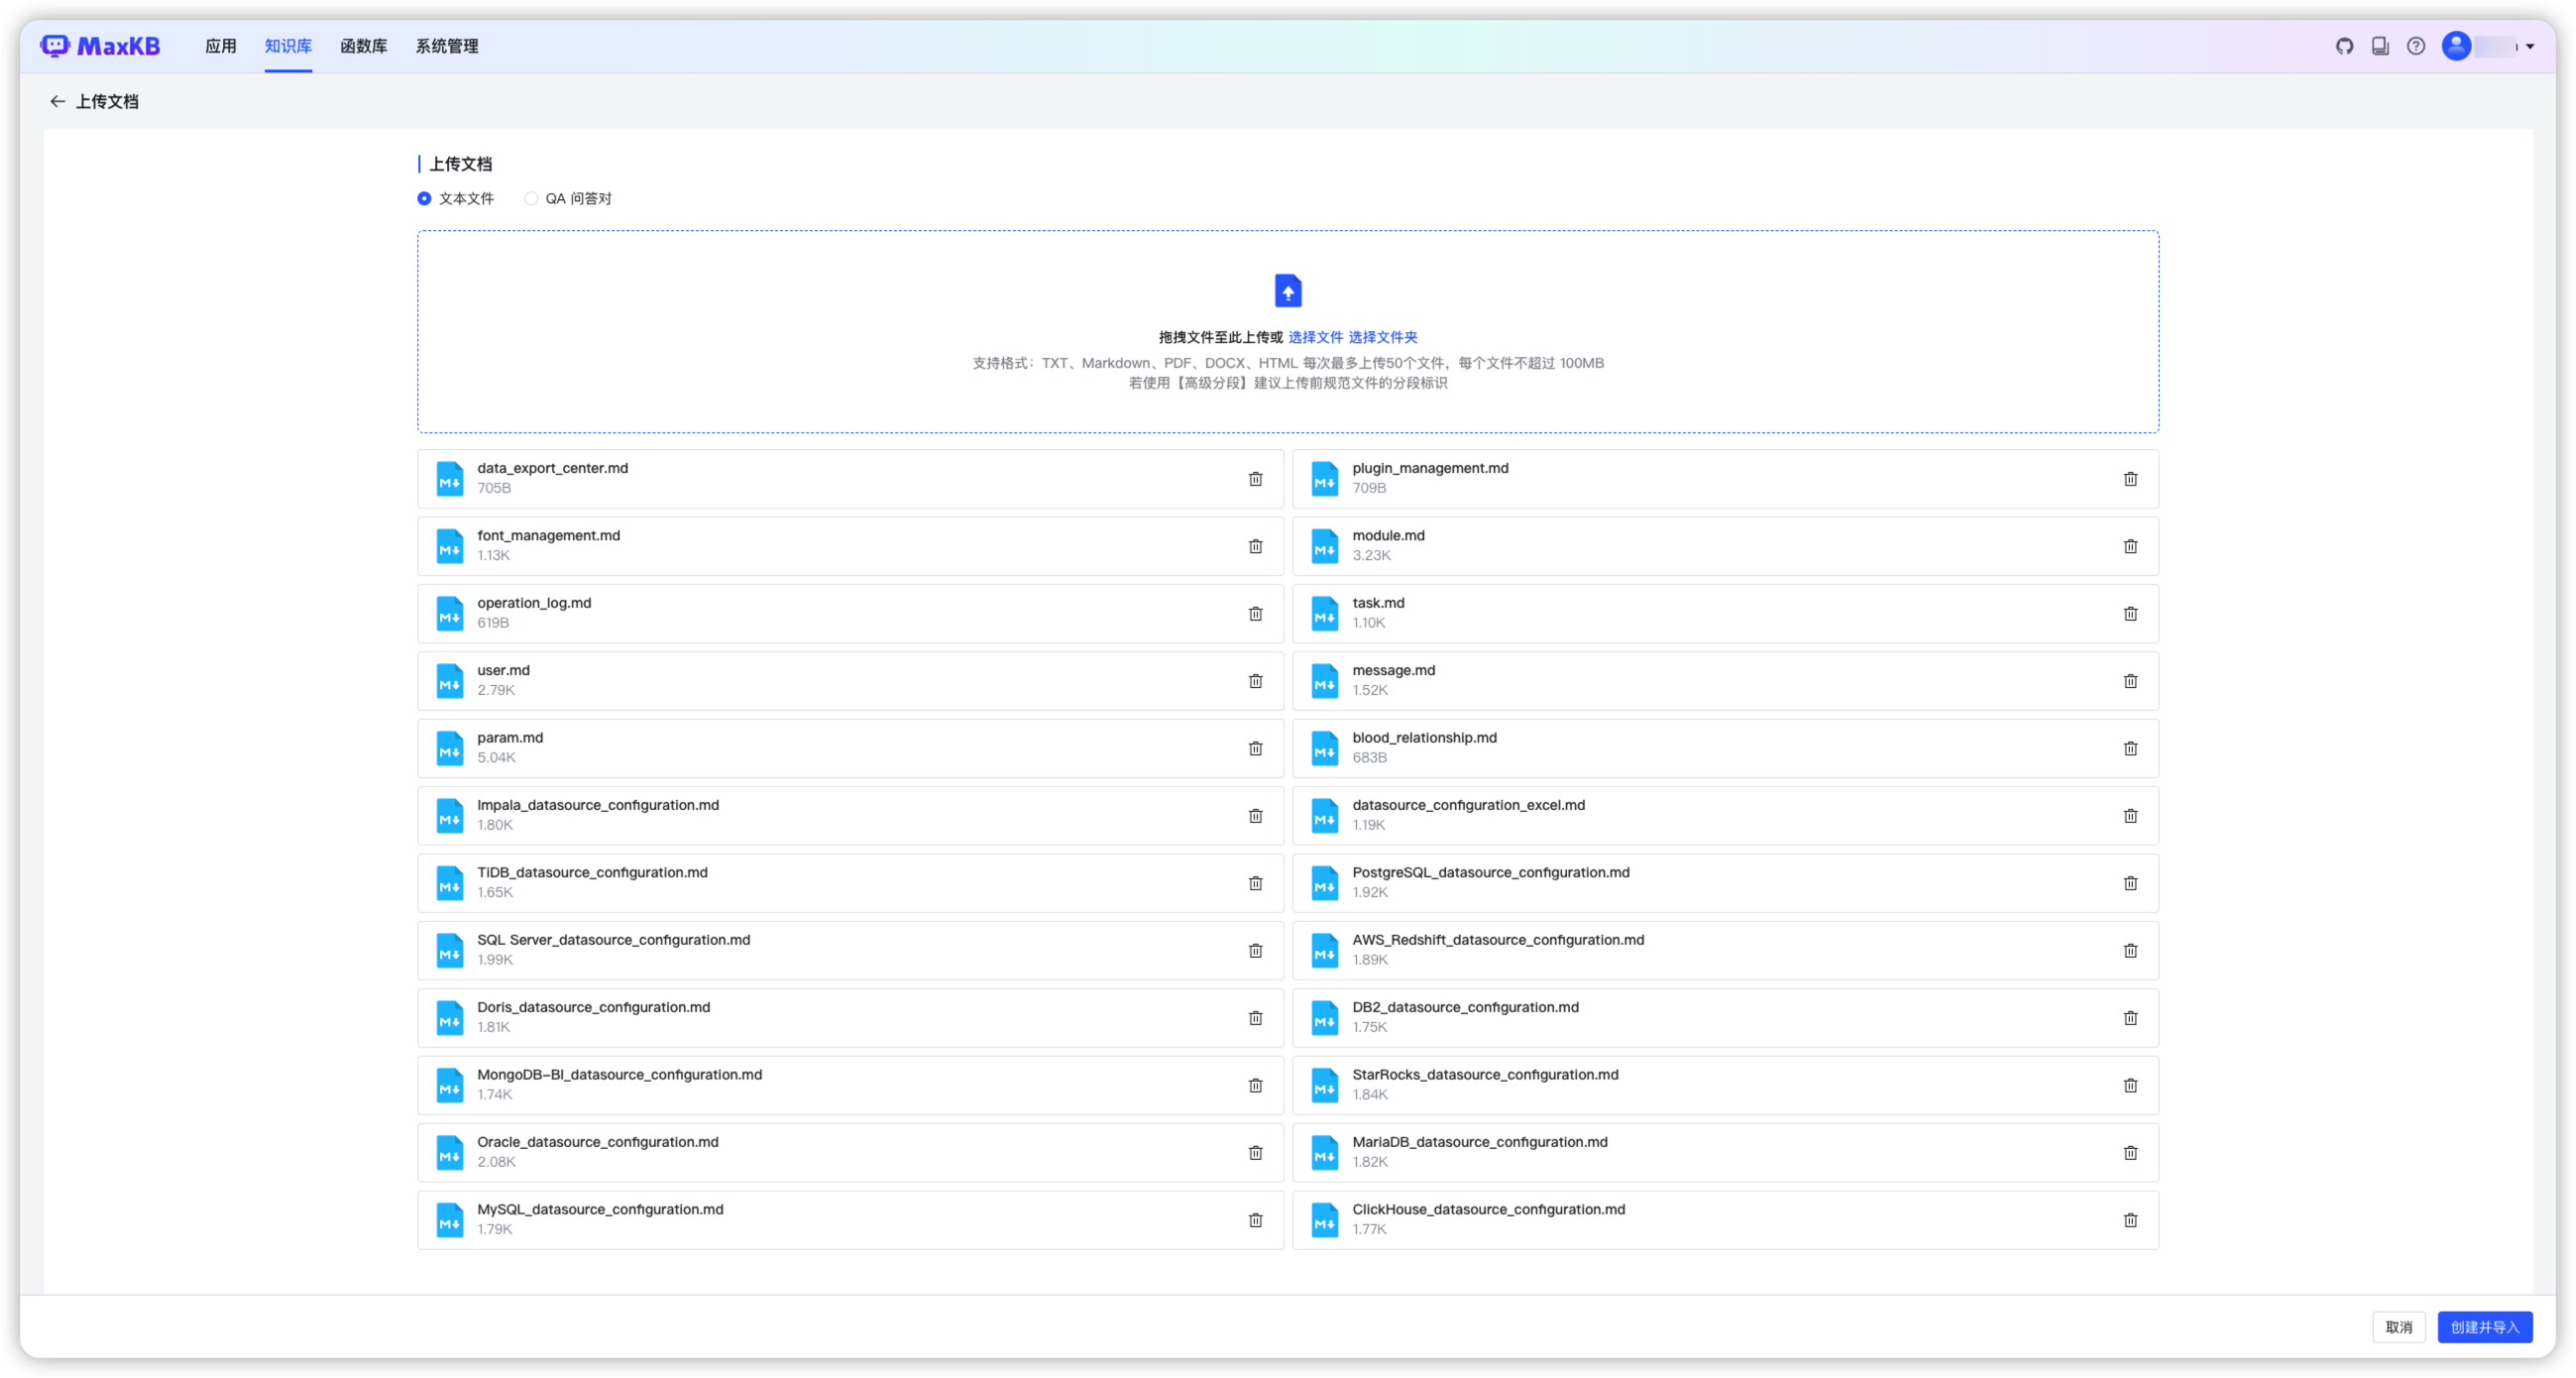 MaxKB 应用 知识库 函数库 系统管理
上传文档
上传文档
文本文件 QA 问答对
拖拽文件至此上传或 选择文件 选择文件夹
支持格式：TXT、Markdown、PDF、DOCX、HTML 每次最多上传50个文件，每个文件不超过 100MB
若使用【高级分段】建议上传前规范文件的分段标识
data_export_center.md
705B
plugin_management.md
709B
font_management.md
1.13K
module.md
3.23K
operation_log.md
619B
task.md
1.10K
user.md
2.79K
message.md
1.52K
param.md
5.04K
blood_relationship.md
683B
Impala_datasource_configuration.md
1.80K
datasource_configuration_excel.md
1.19K
TiDB_datasource_configuration.md
1.65K
PostgreSQL_datasource_configuration.md
1.92K
SQL Server_datasource_configuration.md
1.99K
AWS_Redshift_datasource_configuration.md
1.89K
Doris_datasource_configuration.md
1.81K
DB2_datasource_configuration.md
1.75K
MongoDB-BI_datasource_configuration.md
1.74K
StarRocks_datasource_configuration.md
1.84K
Oracle_datasource_configuration.md
2.08K
MariaDB_datasource_configuration.md
1.82K
MySQL_datasource_configuration.md
1.79K
ClickHouse_datasource_configuration.md
1.77K
取消 创建并导入